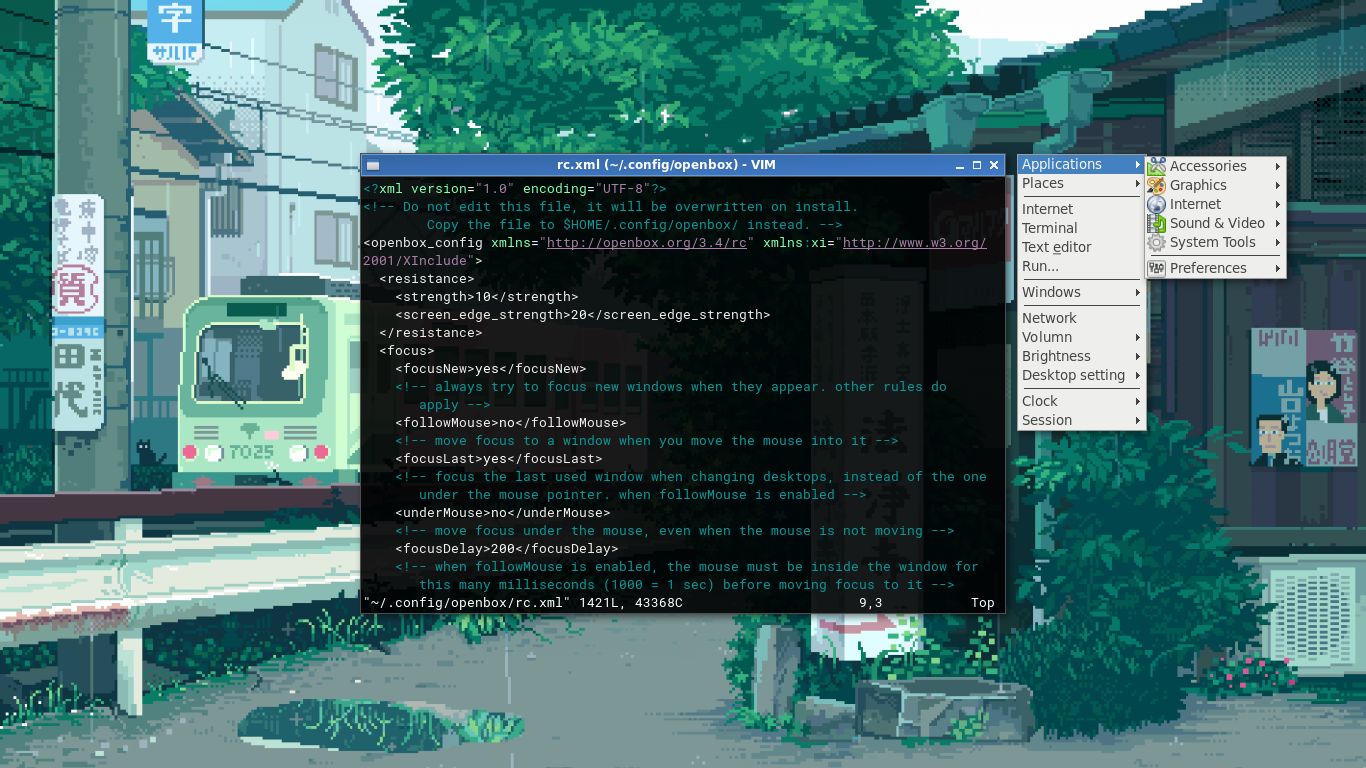 字
サルパ
質
田
代
7025
rc.xml (~/.config/openbox) - VIM
<?xml version="1.0" encoding="UTF-8"?>
<!-- Do not edit this file, it will be overwritten on install.
Copy the file to $HOME/.config/openbox/ instead. -->
<openbox_config xmlns="http://openbox.org/3.4/rc" xmlns:xi="http://www.w3.org/
2001/XInclude">
<resistance>
<strength>10</strength>
<screen_edge_strength>20</screen_edge_strength>
</resistance>
<focus>
<focusNew>yes</focusNew>
<!-- always try to focus new windows when they appear. other rules do
apply -->
<followMouse>no</followMouse>
<!-- move focus to a window when you move the mouse into it -->
<focusLast>yes</focusLast>
<!-- focus the last used window when changing desktops, instead of the one
under the mouse pointer. when followMouse is enabled -->
<underMouse>no</underMouse>
<!-- move focus under the mouse, even when the mouse is not moving -->
<focusDelay>200</focusDelay>
<!-- when followMouse is enabled, the mouse must be inside the window for
this many milliseconds (1000 = 1 sec) before moving focus to it -->
"~/.config/openbox/rc.xml" 1421L, 43368C 9,3 Top
Applications
Places
Internet
Terminal
Text editor
Run...
Windows
Network
Volumn
Brightness
Desktop setting
Clock
Session
Accessories
Graphics
Internet
Sound & Video
System Tools
Preferences